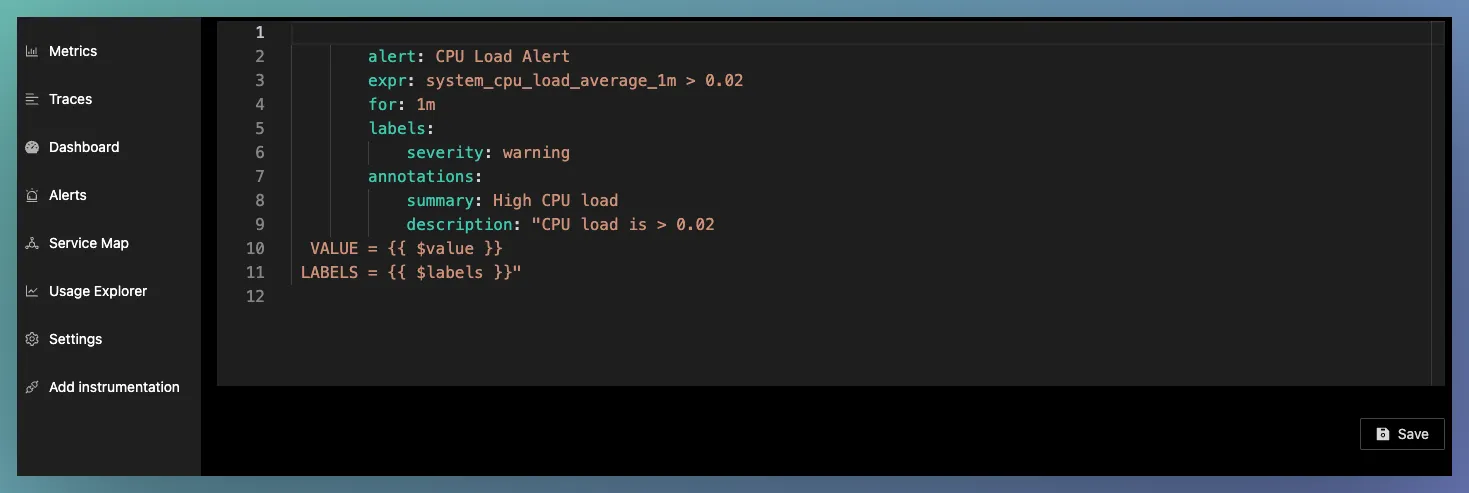 Metrics
Traces
Dashboard
Alerts
Service Map
Usage Explorer
Settings
Add instrumentation
1
2 alert: CPU Load Alert
3 expr: system_cpu_load_average_1m > 0.02
4 for: 1m
5 labels:
6 severity: warning
7 annotations:
8 summary: High CPU load
9 description: "CPU load is > 0.02
10 VALUE = {{ $value }}
11 LABELS = {{ $labels }}"
12
Save